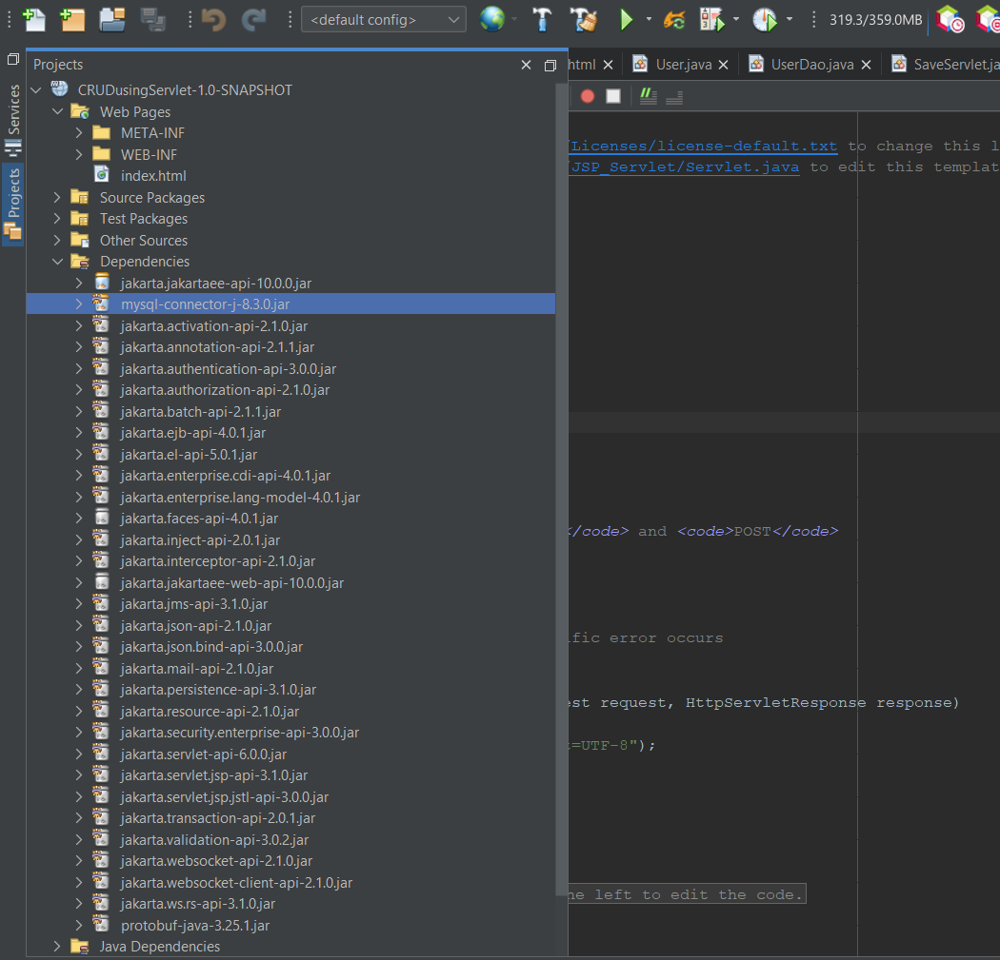 <default config>
319.3/359.0MB
Services
Projects
Projects
CRUDusingServlet-1.0-SNAPSHOT
Web Pages
META-INF
WEB-INF
index.html
Source Packages
Test Packages
Other Sources
Dependencies
jakarta.jakartaee-api-10.0.0.jar
mysql-connector-j-8.3.0.jar
jakarta.activation-api-2.1.0.jar
jakarta.annotation-api-2.1.1.jar
jakarta.authentication-api-3.0.0.jar
jakarta.authorization-api-2.1.0.jar
jakarta.batch-api-2.1.1.jar
jakarta.ejb-api-4.0.1.jar
jakarta.el-api-5.0.1.jar
jakarta.enterprise.cdi-api-4.0.1.jar
jakarta.enterprise.lang-model-4.0.1.jar
jakarta.faces-api-4.0.1.jar
jakarta.inject-api-2.0.1.jar
jakarta.interceptor-api-2.1.0.jar
jakarta.jakartaee-web-api-10.0.0.jar
jakarta.jms-api-3.1.0.jar
jakarta.json-api-2.1.0.jar
jakarta.json.bind-api-3.0.0.jar
jakarta.mail-api-2.1.0.jar
jakarta.persistence-api-3.1.0.jar
jakarta.resource-api-2.1.0.jar
jakarta.security.enterprise-api-3.0.0.jar
jakarta.servlet-api-6.0.0.jar
jakarta.servlet.jsp-api-3.1.0.jar
jakarta.servlet.jsp.jstl-api-3.0.0.jar
jakarta.transaction-api-2.0.1.jar
jakarta.validation-api-3.0.2.jar
jakarta.websocket-api-2.1.0.jar
jakarta.websocket-client-api-2.1.0.jar
jakarta.ws.rs-api-3.1.0.jar
protobuf-java-3.25.1.jar
Java Dependencies
html User.java UserDao.java SaveServlet.ja
/Licenses/license-default.txt to change this l
/JSP_Servlet/Servlet.java to edit this templat
</code> and <code>POST</code>
ific error occurs
est request, HttpServletResponse response)
t=UTF-8");
he left to edit the code.